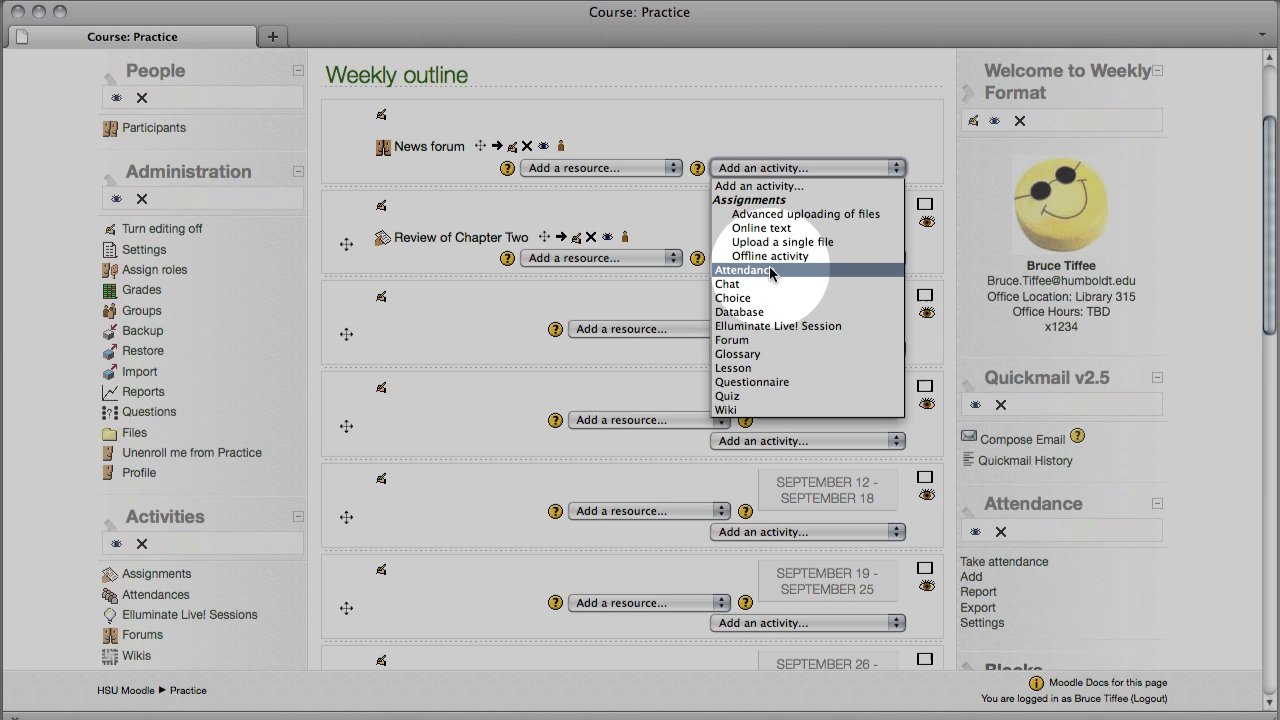 Course: Practice
Course: Practice
People
Participants
Administration
Turn editing off
Settings
Assign roles
Grades
Groups
Backup
Restore
Import
Reports
Questions
Files
Unenroll me from Practice
Profile
Activities
Assignments
Attendances
Elluminate Live! Sessions
Forums
Wikis
Weekly outline
News forum
Add a resource...
Add an activity...
Add an activity...
Assignments
Advanced uploading of files
Online text
Upload a single file
Offline activity
Attendance
Chat
Choice
Database
Elluminate Live! Session
Forum
Glossary
Lesson
Questionnaire
Quiz
Wiki
Review of Chapter Two
Add a resource...
Add a resource...
Add a resource...
Add an activity...
SEPTEMBER 12 -
SEPTEMBER 18
Add a resource...
Add an activity...
SEPTEMBER 19 -
SEPTEMBER 25
Add a resource...
Add an activity...
SEPTEMBER 26 -
Welcome to Weekly
Format
Bruce Tiffee
Bruce.Tiffee@humboldt.edu
Office Location: Library 315
Office Hours: TBD
x1234
Quickmail v2.5
Compose Email
Quickmail History
Attendance
Take attendance
Add
Report
Export
Settings
Blocks
HSU Moodle ► Practice
Moodle Docs for this page
You are logged in as Bruce Tiffee (Logout)